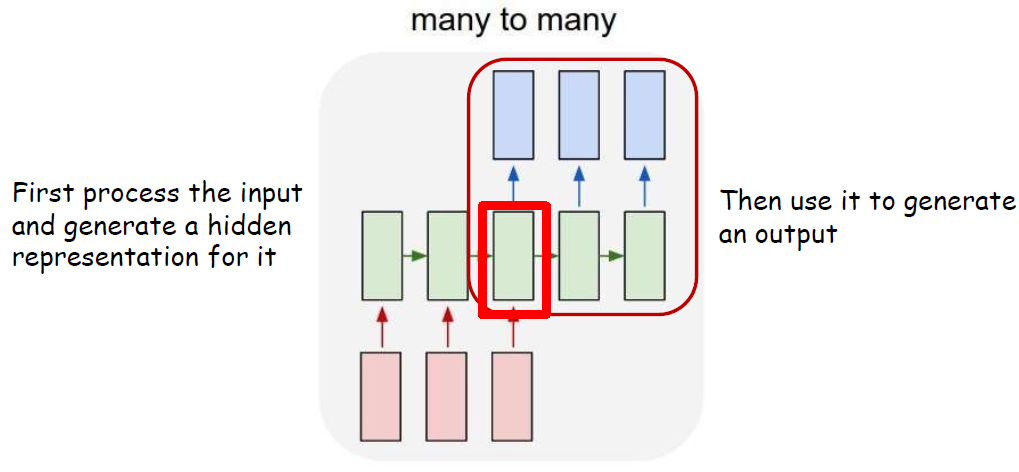 many to many
First process the input
and generate a hidden
representation for it
Then use it to generate
an output